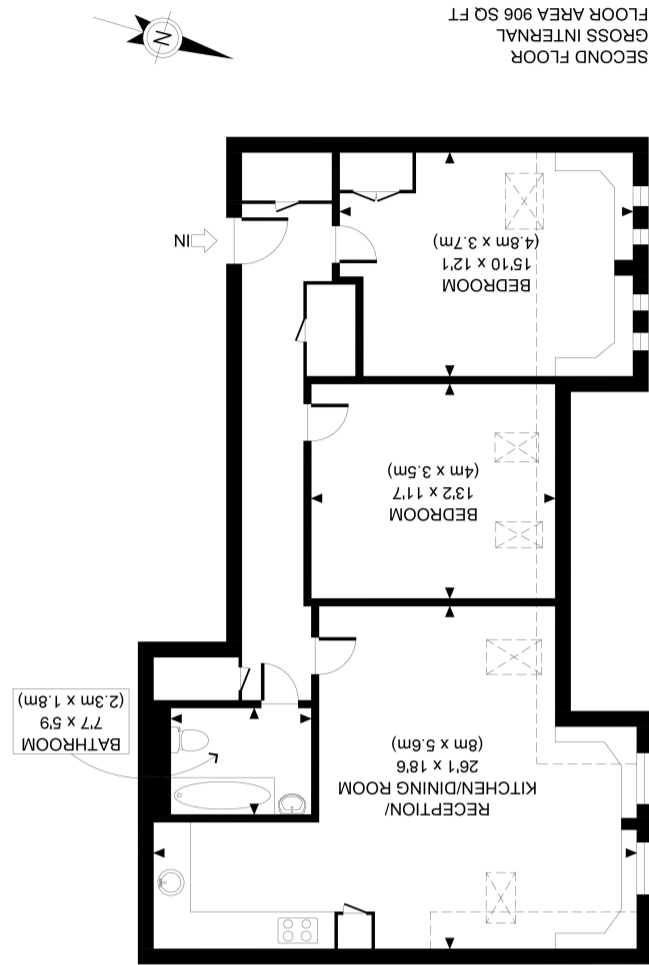 RECEPTION/
KITCHEN/DINING ROOM
26'1 x 18'6
(8m x 5.6m)
BATHROOM
7'7 x 5'9
(2.3m x 1.8m)
BEDROOM
13'2 x 11'7
(4m x 3.5m)
BEDROOM
15'10 x 12'1
(4.8m x 3.7m)
IN
SECOND FLOOR
GROSS INTERNAL
FLOOR AREA 906 SQ FT
N